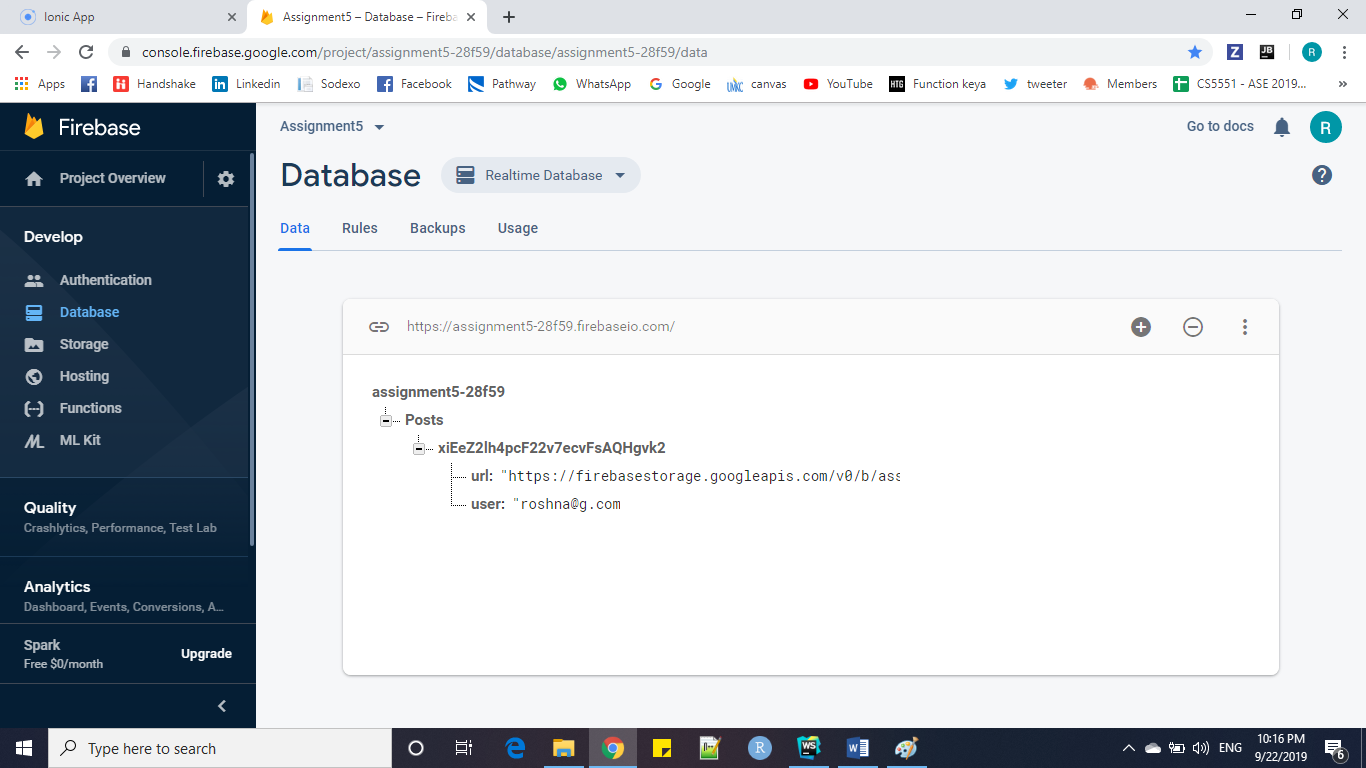 Ionic App
Assignment5 – Database – Fireba
console.firebase.google.com/project/assignment5-28f59/database/assignment5-28f59/data
Z JB R
Apps Handshake Linkedin Sodexo Facebook Pathway WhatsApp Google canvas YouTube HTG Function keya tweeter Members CS5551 - ASE 2019... »
Firebase
Project Overview
Develop
Authentication
Database
Storage
Hosting
Functions
ML Kit
Quality
Crashlytics, Performance, Test Lab
Analytics
Dashboard, Events, Conversions, A...
Spark
Free $0/month
Upgrade
Assignment5
Go to docs
R
Database
Realtime Database
Data Rules Backups Usage
https://assignment5-28f59.firebaseio.com/
assignment5-28f59
Posts
xiEeZ2lh4pcF22v7ecvFsAQHgvk2
url: "https://firebasestorage.googleapis.com/v0/b/ass
user: "roshna@g.com
Type here to search
R
WS
ENG
10:16 PM
9/22/2019
6